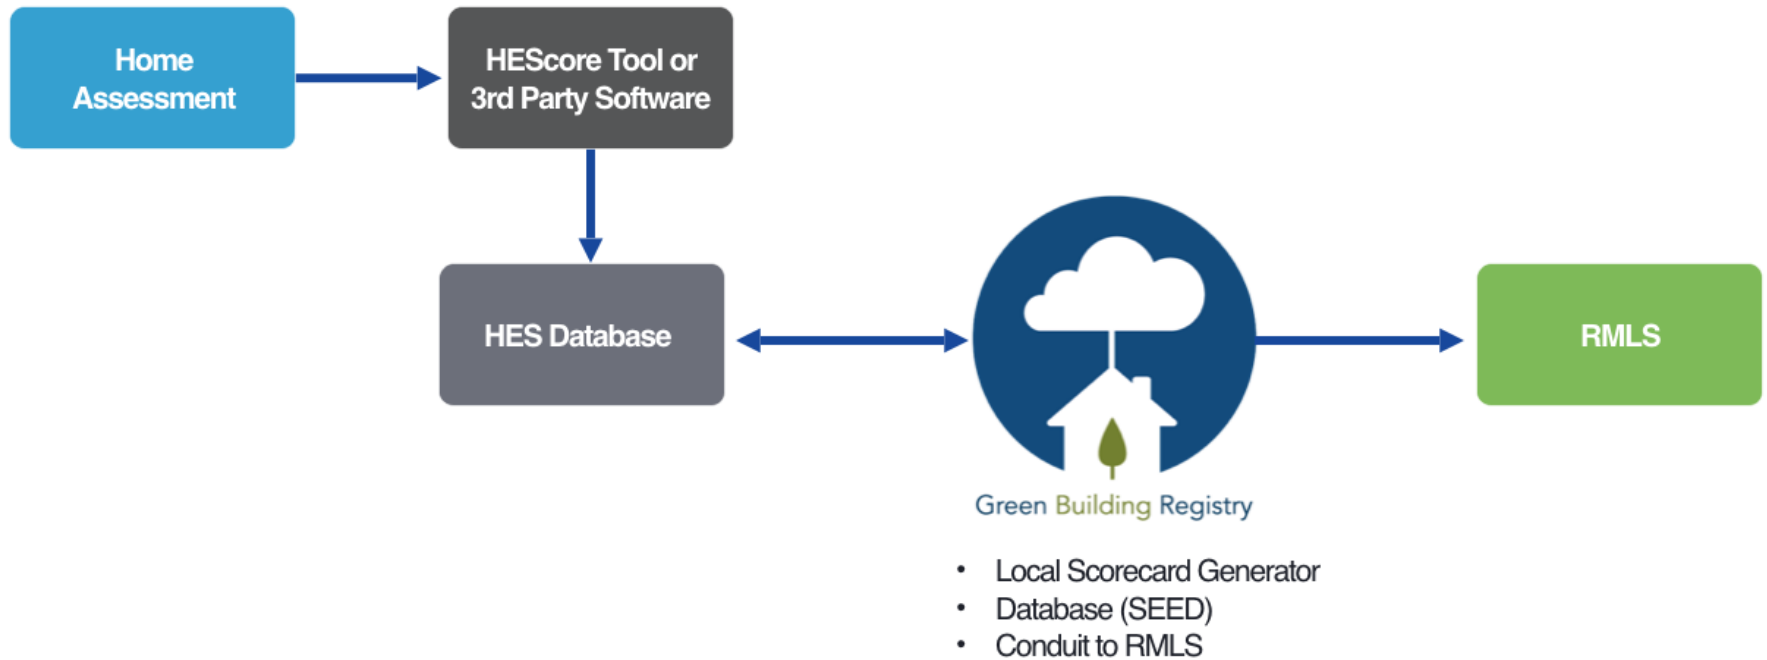 Home
Assessment
HEScore Tool or
3rd Party Software
HES Database
RMLS
Green Building Registry
• Local Scorecard Generator
• Database (SEED)
• Conduit to RMLS